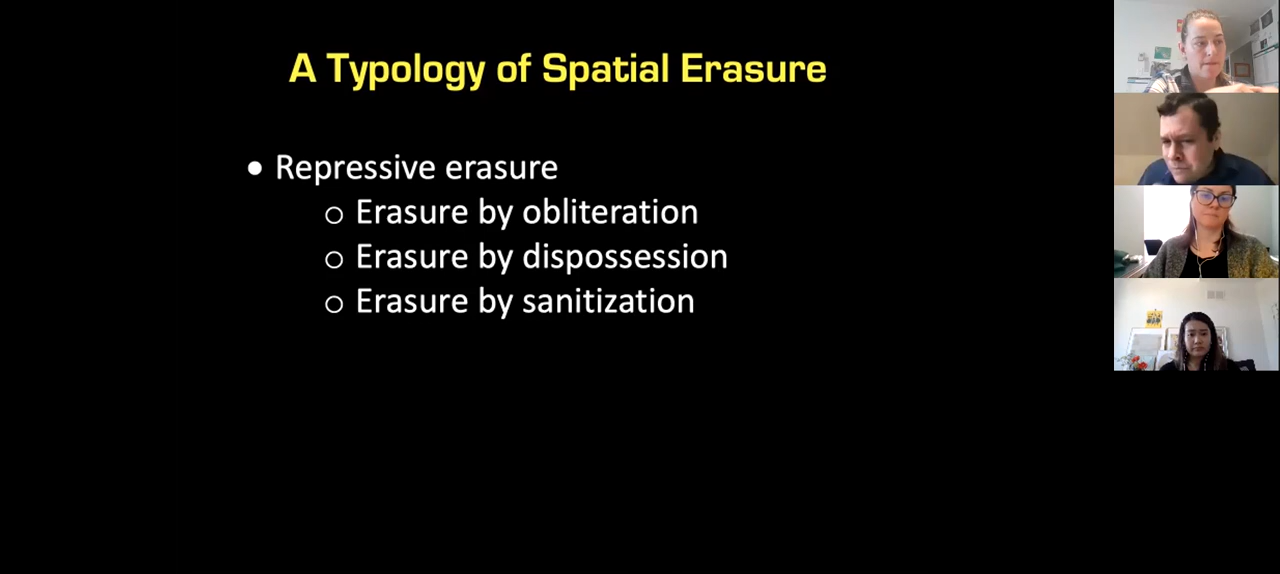 A Typology of Spatial Erasure
● Repressive erasure
○ Erasure by obliteration
○ Erasure by dispossession
○ Erasure by sanitization